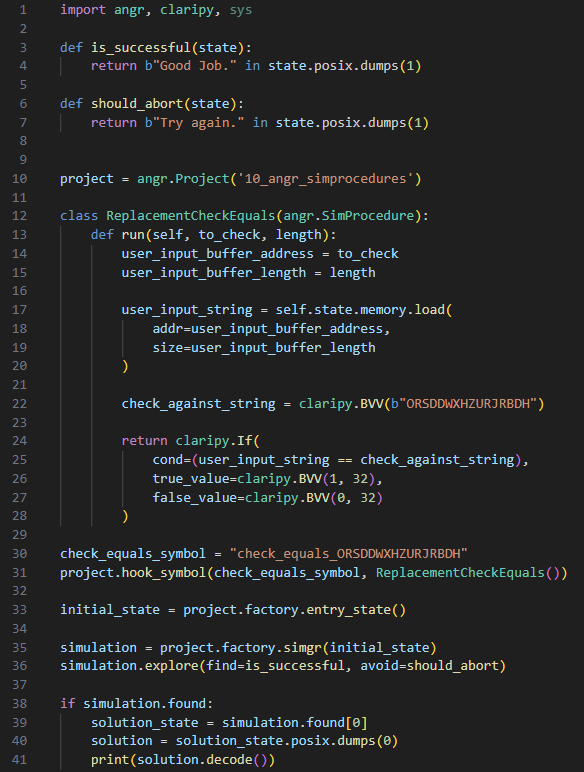 1 import angr, claripy, sys
2
3 def is_successful(state):
4     return b"Good Job." in state.posix.dumps(1)
5
6 def should_abort(state):
7     return b"Try again." in state.posix.dumps(1)
8
9
10 project = angr.Project('10_angr_simprocedures')
11
12 class ReplacementCheckEquals(angr.SimProcedure):
13     def run(self, to_check, length):
14         user_input_buffer_address = to_check
15         user_input_buffer_length = length
16
17         user_input_string = self.state.memory.load(
18             addr=user_input_buffer_address,
19             size=user_input_buffer_length
20         )
21
22         check_against_string = claripy.BVV(b"ORSDDWXHZURJRBDH")
23
24         return claripy.If(
25             cond=(user_input_string == check_against_string),
26             true_value=claripy.BVV(1, 32),
27             false_value=claripy.BVV(0, 32)
28         )
29
30 check_equals_symbol = "check_equals_ORSDDWXHZURJRBDH"
31 project.hook_symbol(check_equals_symbol, ReplacementCheckEquals())
32
33 initial_state = project.factory.entry_state()
34
35 simulation = project.factory.simgr(initial_state)
36 simulation.explore(find=is_successful, avoid=should_abort)
37
38 if simulation.found:
39     solution_state = simulation.found[0]
40     solution = solution_state.posix.dumps(0)
41     print(solution.decode())